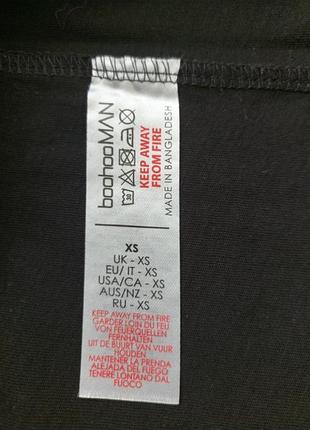 boohooMAN
30
KEEP AWAY
FROM FIRE
MADE IN BANGLADESH
XS
UK - XS
EU/ IT - XS
USA/CA - XS
AUS/NZ - XS
RU - XS
KEEP AWAY FROM FIRE
GARDER LOIN DU FEU
VON FEUERQUELLEN
FERNHALTEN
UIT DE BUURT VAN VUUR
HOUDEN
MANTENER LA PRENDA
ALEJADA DEL FUEGO
TENERE LONTANO DAL
FUOCO